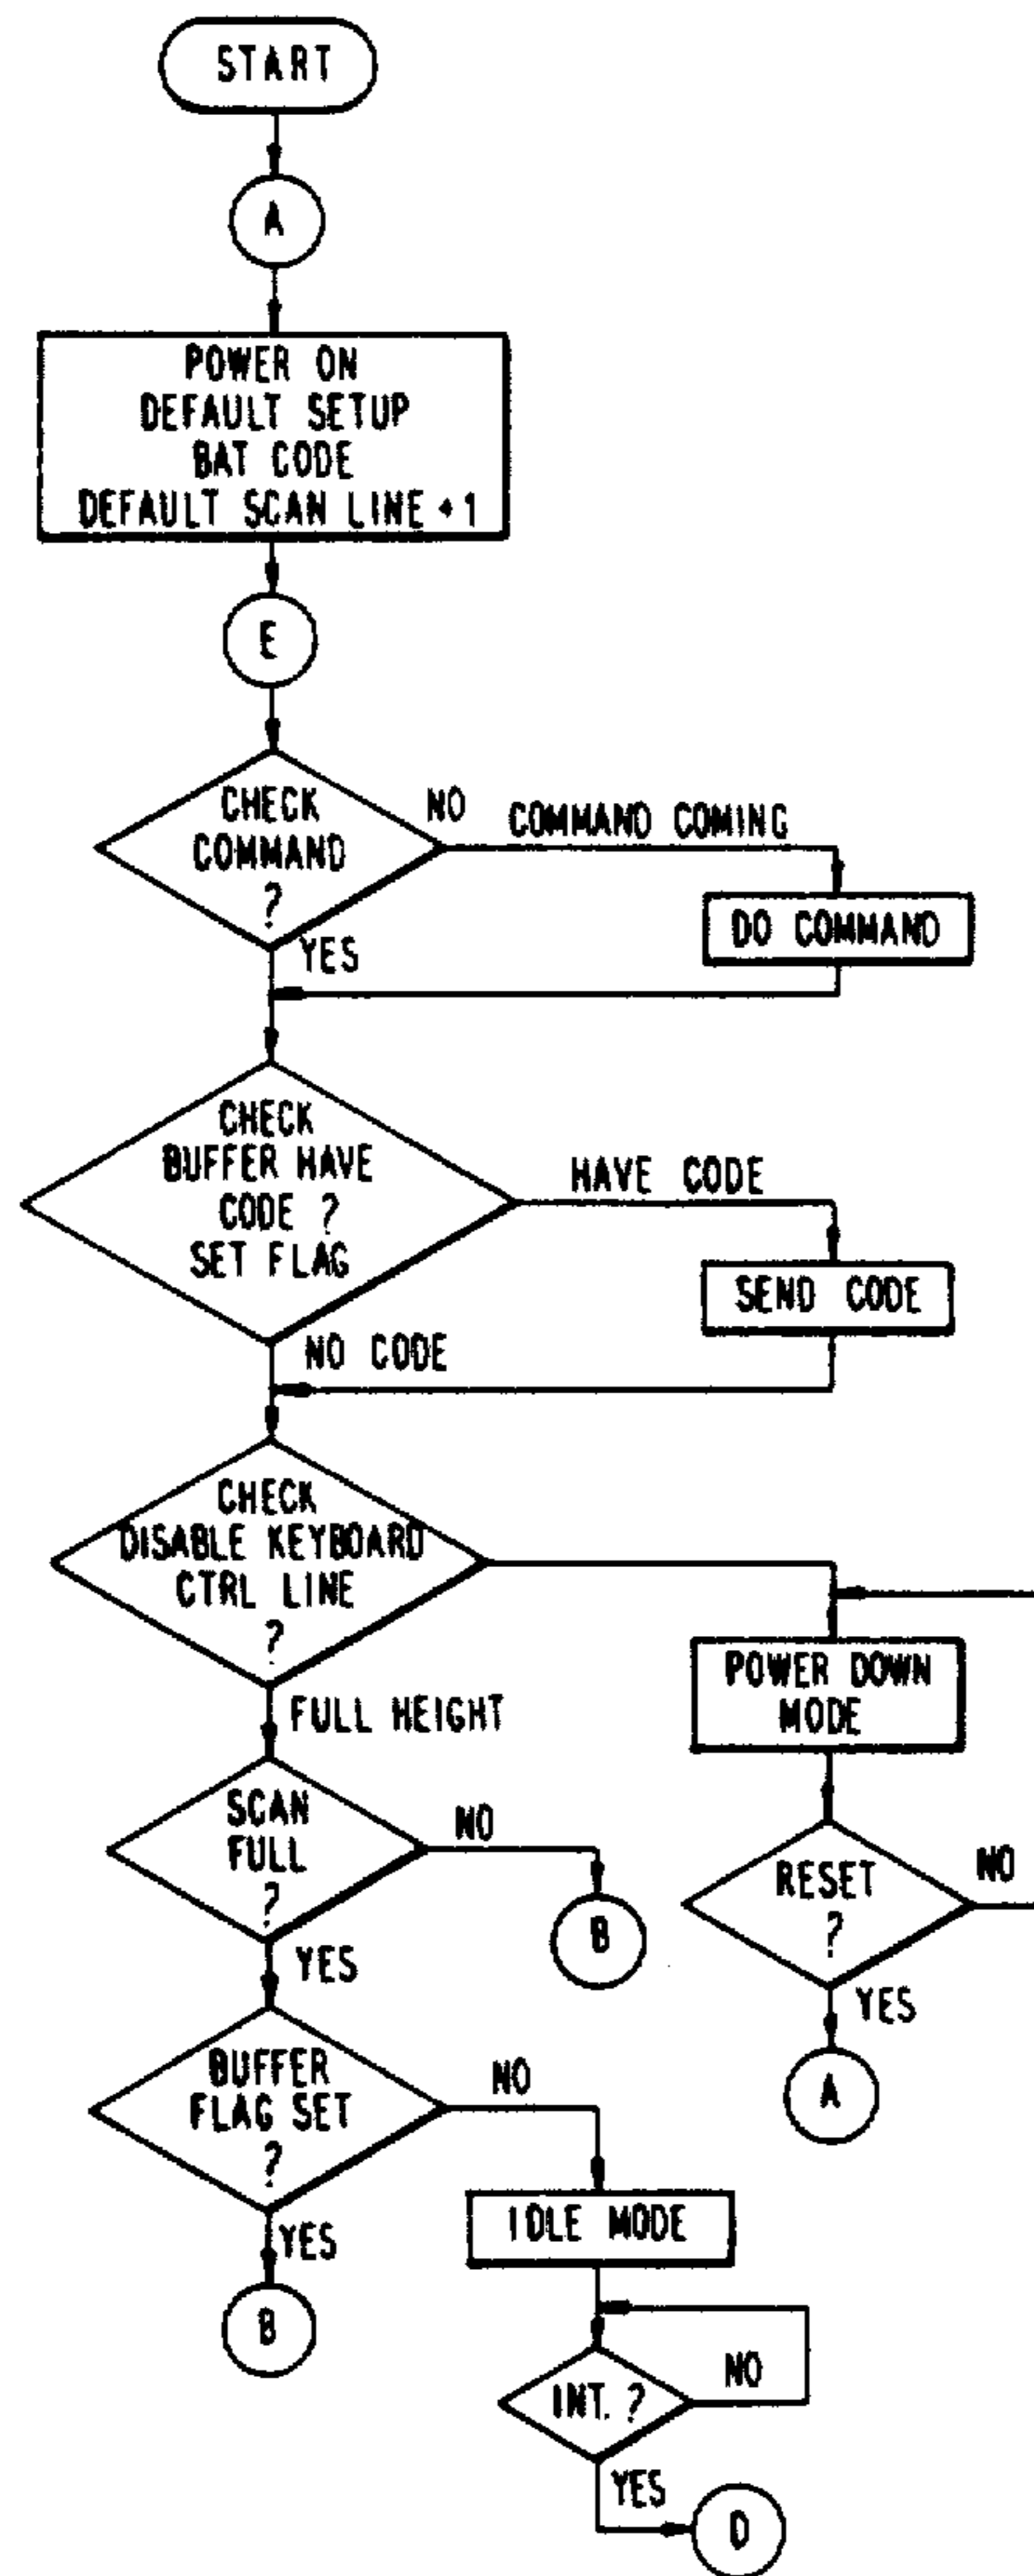 START
A
POWER ON
DEFAULT SETUP
BAT CODE
DEFAULT SCAN LINE +1
E
CHECK
COMMAND
?
NO
COMMAND COMING
DO COMMAND
YES
CHECK
BUFFER HAVE
CODE ?
SET FLAG
HAVE CODE
SEND CODE
NO CODE
CHECK
DISABLE KEYBOARD
CTRL LINE
?
POWER DOWN
MODE
FULL HEIGHT
SCAN
FULL
?
NO
B
RESET
?
NO
YES
YES
A
BUFFER
FLAG SET
?
NO
IDLE MODE
YES
B
INT. ?
NO
YES
D